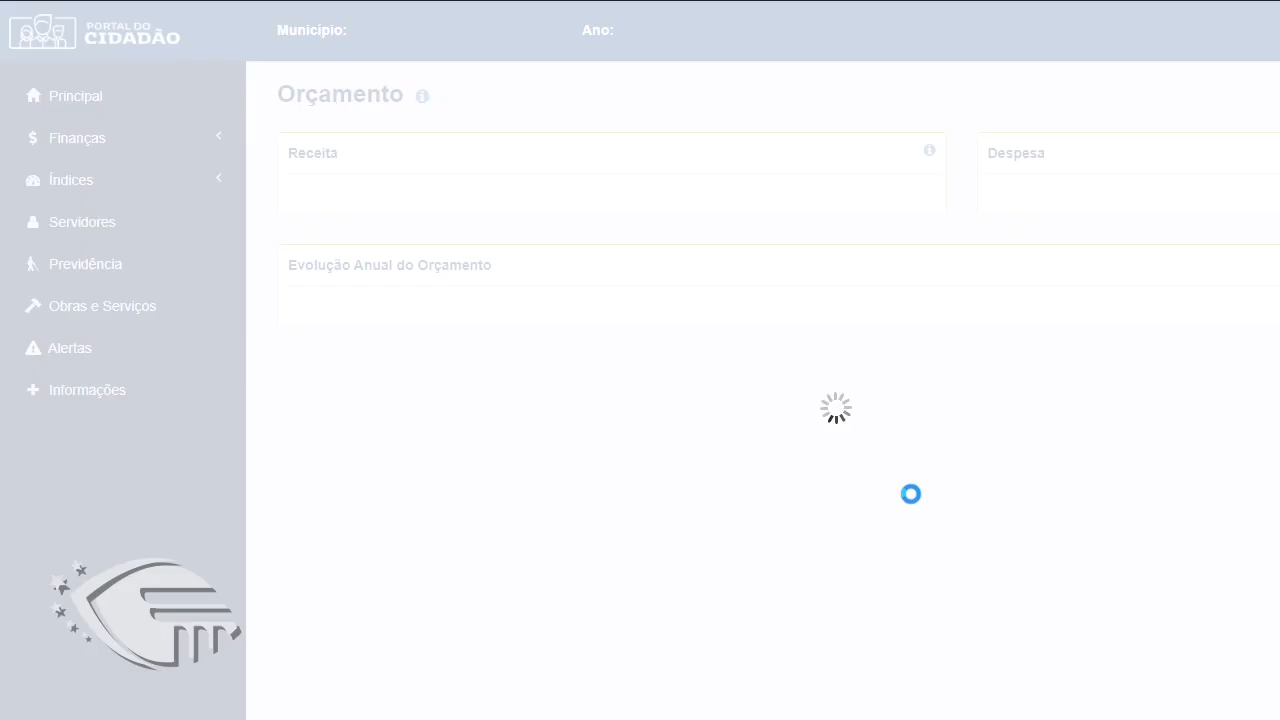 PORTAL DO
CIDADÃO
Município:
Ano:
Principal
Finanças
Índices
Servidores
Previdência
Obras e Serviços
Alertas
Informações
Orçamento
Receita
Despesa
Evolução Anual do Orçamento